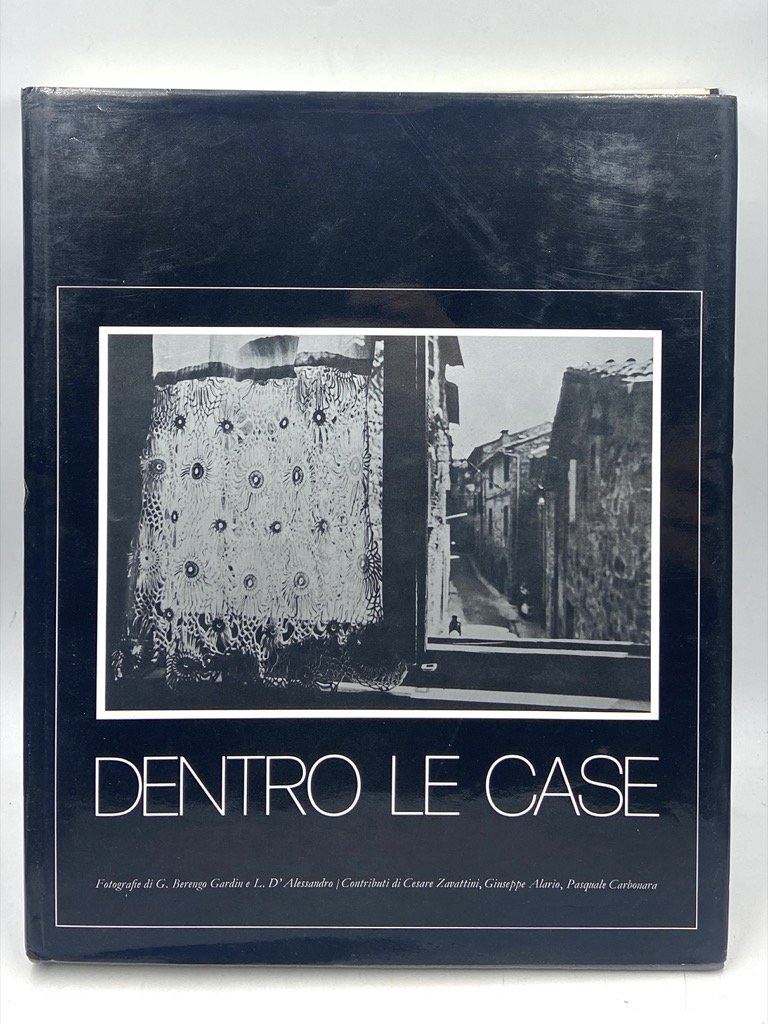 DENTRO LE CASE
Fotografie di G. Berengo Gardin e L. D'Alessandro | Contributi di Cesare Zavattini, Giuseppe Alario, Pasquale Carbonara